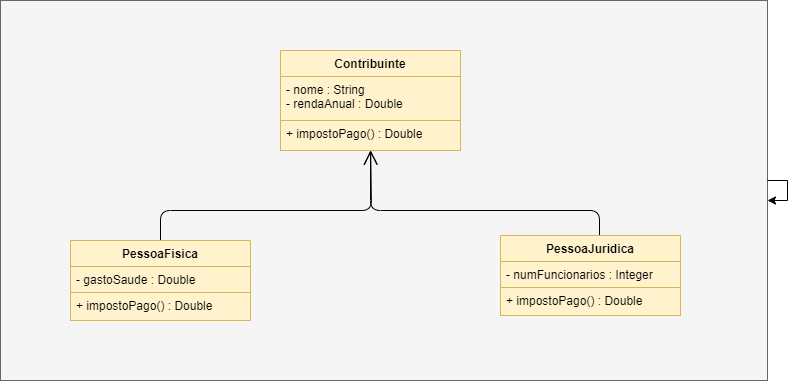 Contribuinte
- nome : String
- rendaAnual : Double
+ impostoPago() : Double
PessoaFisica
- gastoSaude : Double
+ impostoPago() : Double
PessoaJuridica
- numFuncionarios : Integer
+ impostoPago() : Double